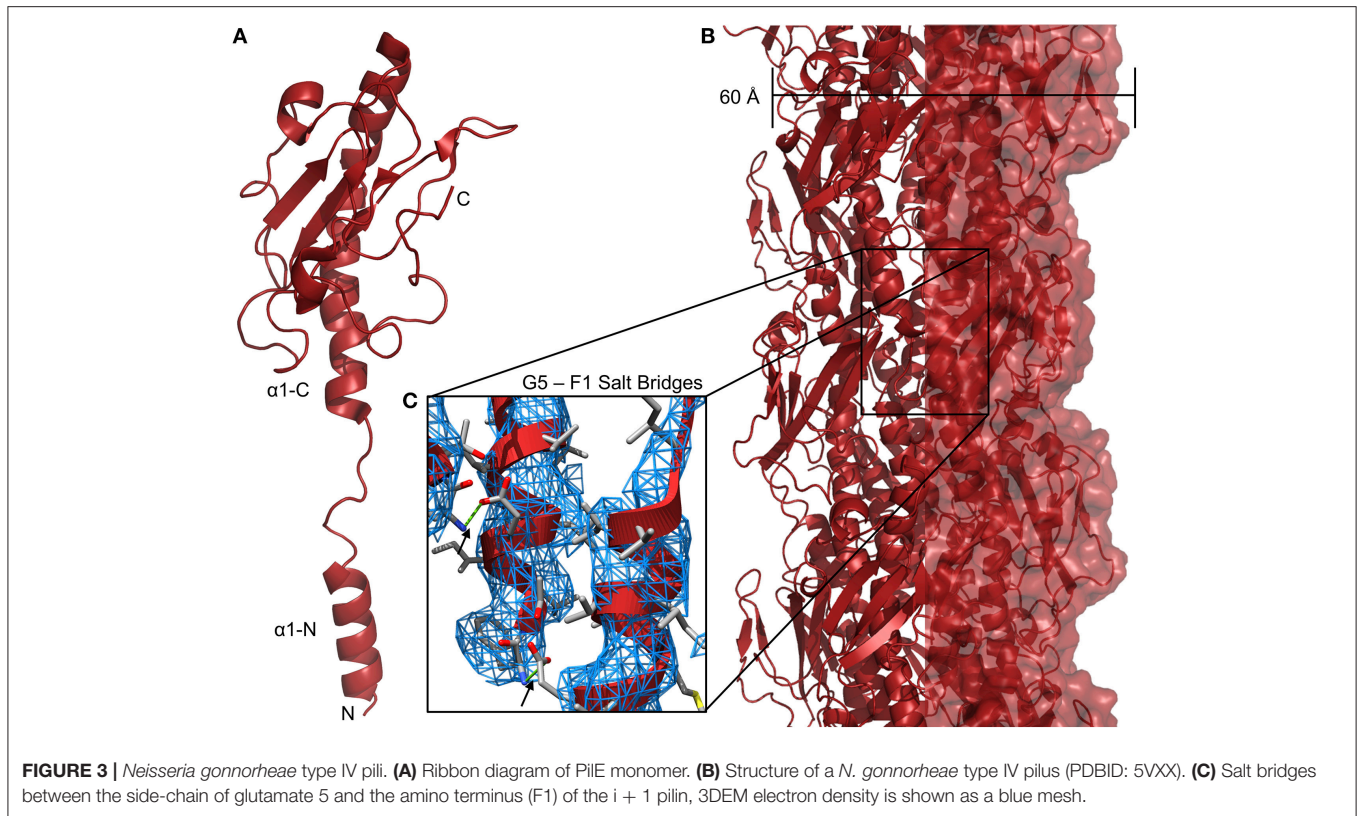 A
B
60 Å
C
α1-C
G5 – F1 Salt Bridges
C
α1-N
N
FIGURE 3 | Neisseria gonnorheae type IV pili. (A) Ribbon diagram of PilE monomer. (B) Structure of a N. gonnorheae type IV pilus (PDBID: 5VXX). (C) Salt bridges
between the side-chain of glutamate 5 and the amino terminus (F1) of the i + 1 pilin, 3DEM electron density is shown as a blue mesh.